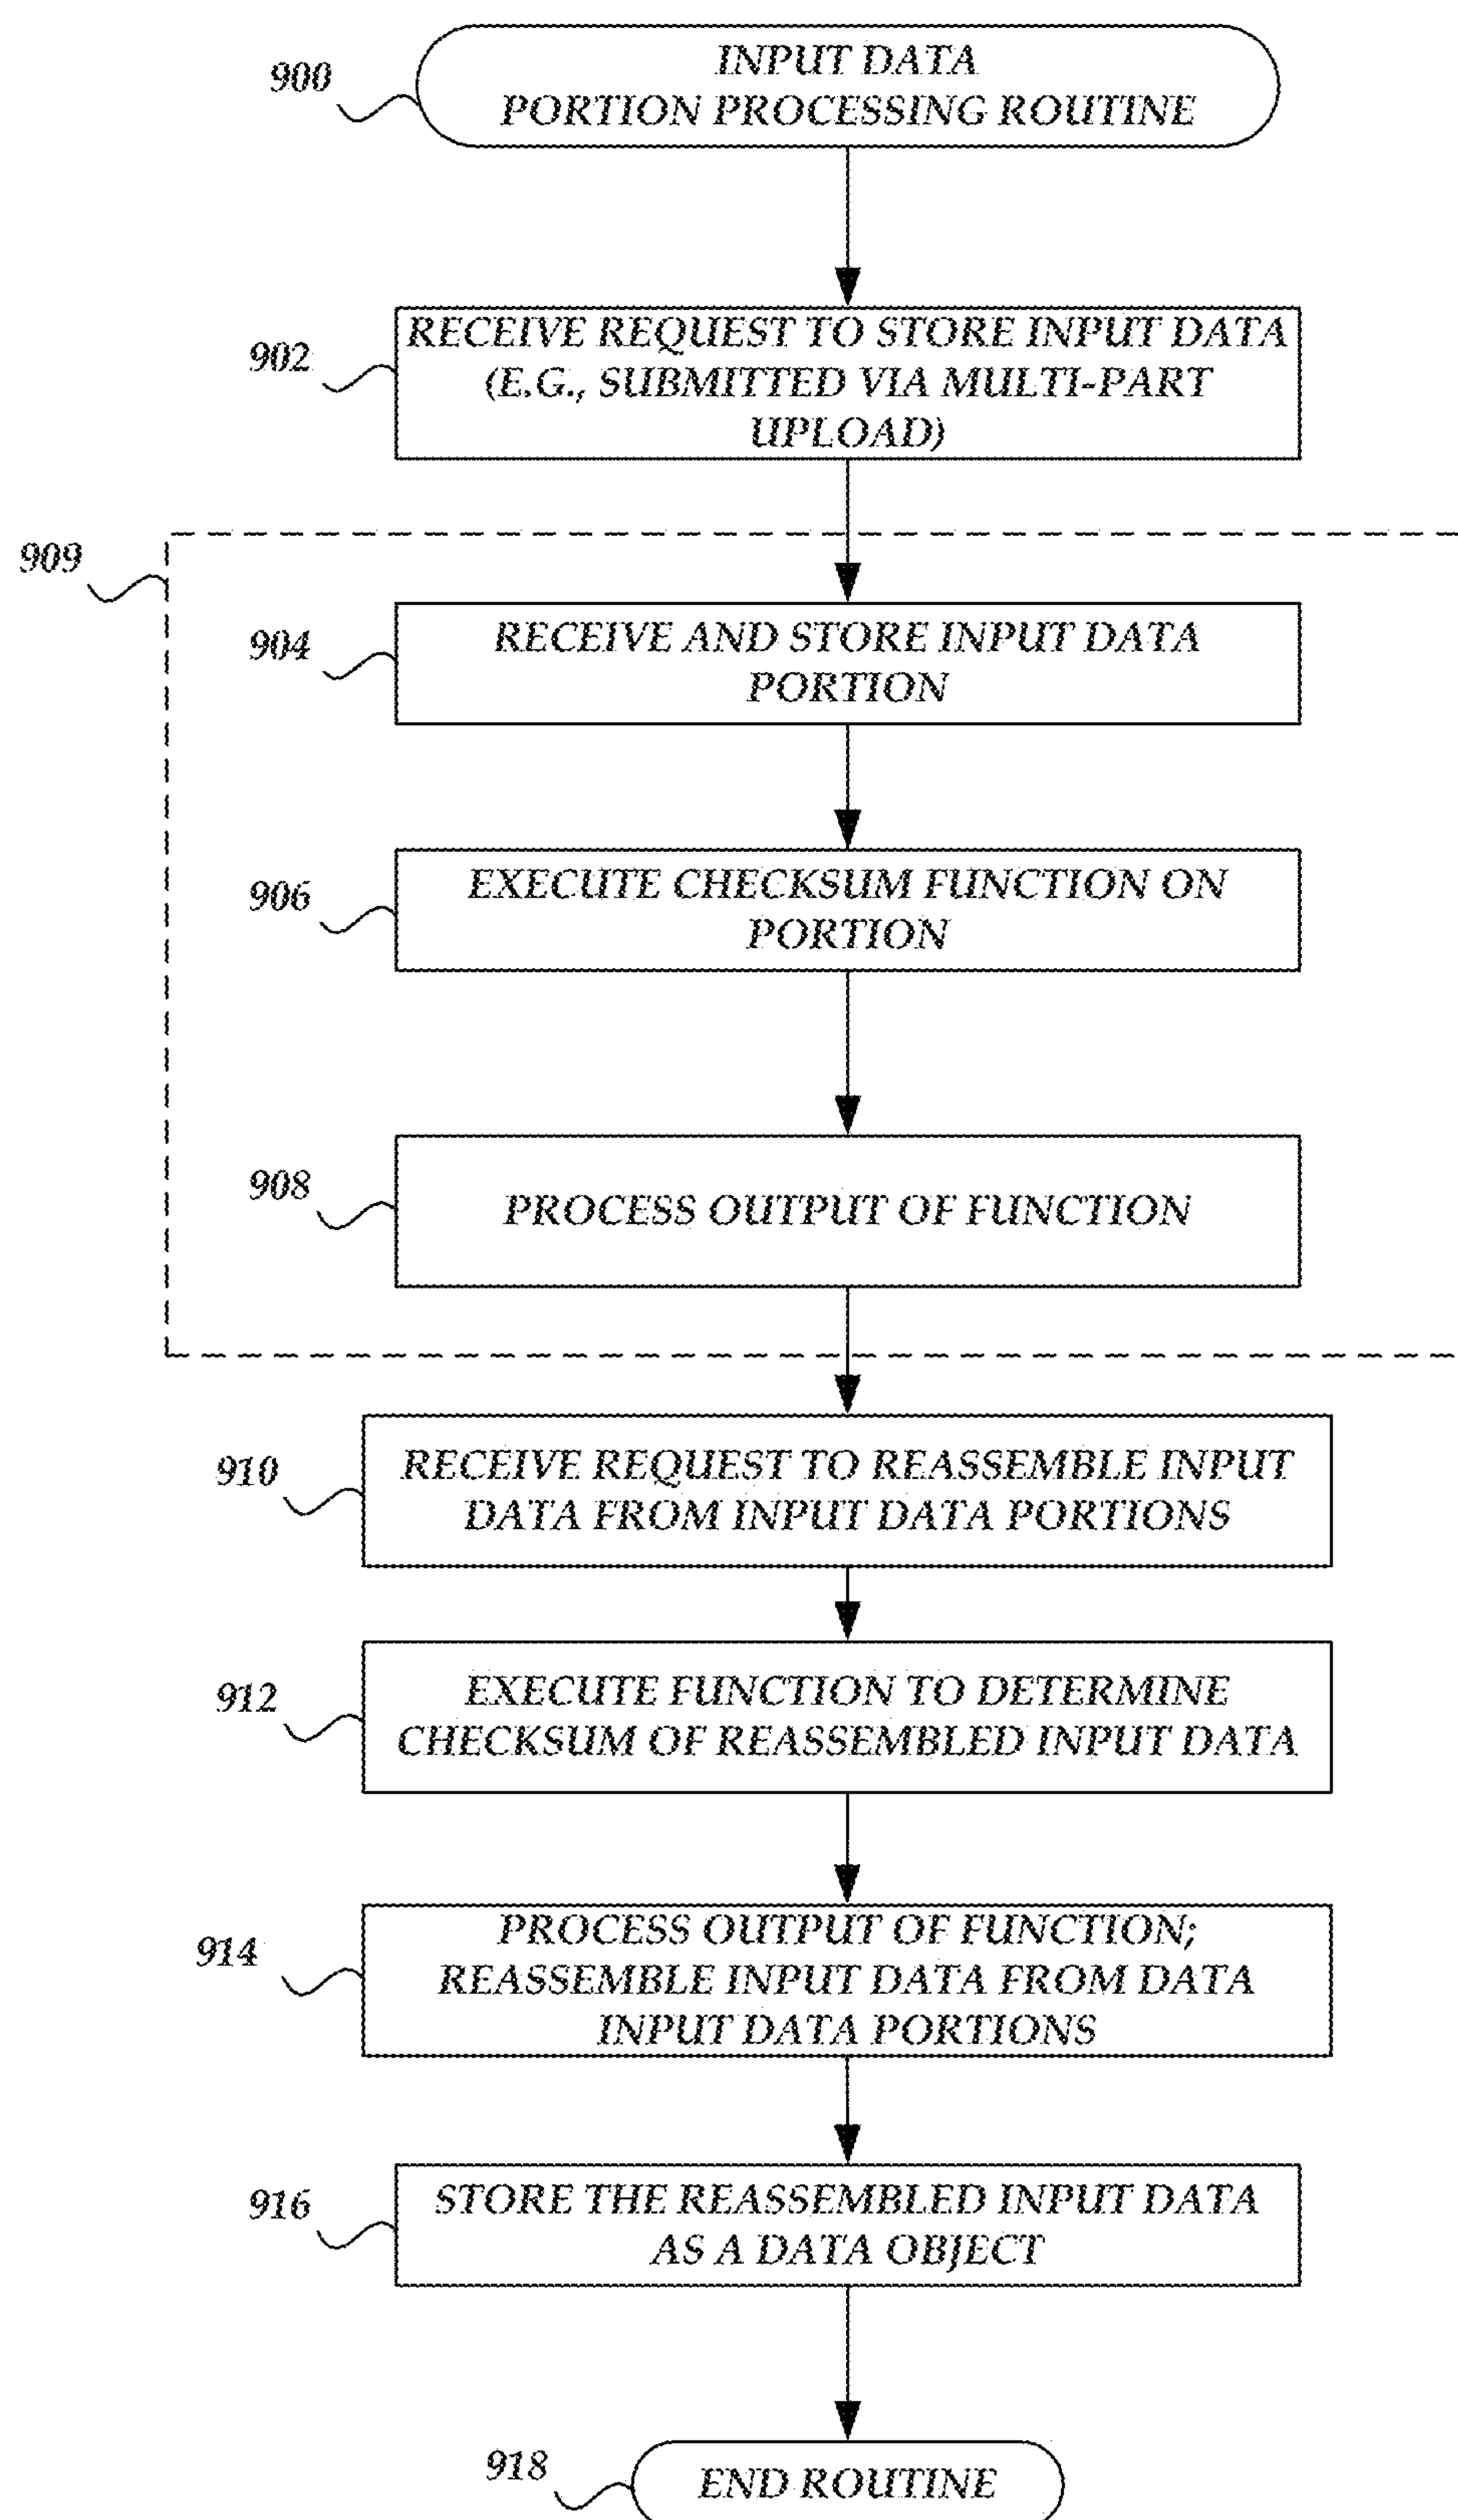 900
INPUT DATA
PORTION PROCESSING ROUTINE
902
RECEIVE REQUEST TO STORE INPUT DATA
(E.G., SUBMITTED VIA MULTI-PART
UPLOAD)
909
904
RECEIVE AND STORE INPUT DATA
PORTION
906
EXECUTE CHECKSUM FUNCTION ON
PORTION
908
PROCESS OUTPUT OF FUNCTION
910
RECEIVE REQUEST TO REASSEMBLE INPUT
DATA FROM INPUT DATA PORTIONS
912
EXECUTE FUNCTION TO DETERMINE
CHECKSUM OF REASSEMBLED INPUT DATA
914
PROCESS OUTPUT OF FUNCTION;
REASSEMBLE INPUT DATA FROM DATA
INPUT DATA PORTIONS
916
STORE THE REASSEMBLED INPUT DATA
AS A DATA OBJECT
918
END ROUTINE